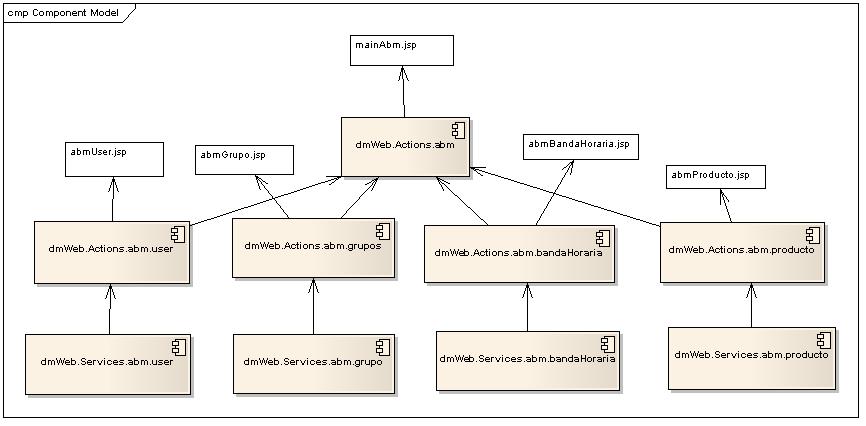 cmp Component Model
mainAbm.jsp
dmWeb.Actions.abm
abmUser.jsp
abmGrupo.jsp
abmBandaHoraria.jsp
abmProducto.jsp
dmWeb.Actions.abm.user
dmWeb.Actions.abm.grupos
dmWeb.Actions.abm.bandaHoraria
dmWeb.Actions.abm.producto
dmWeb.Services.abm.user
dmWeb.Services.abm.grupo
dmWeb.Services.abm.bandaHoraria
dmWeb.Services.abm.producto